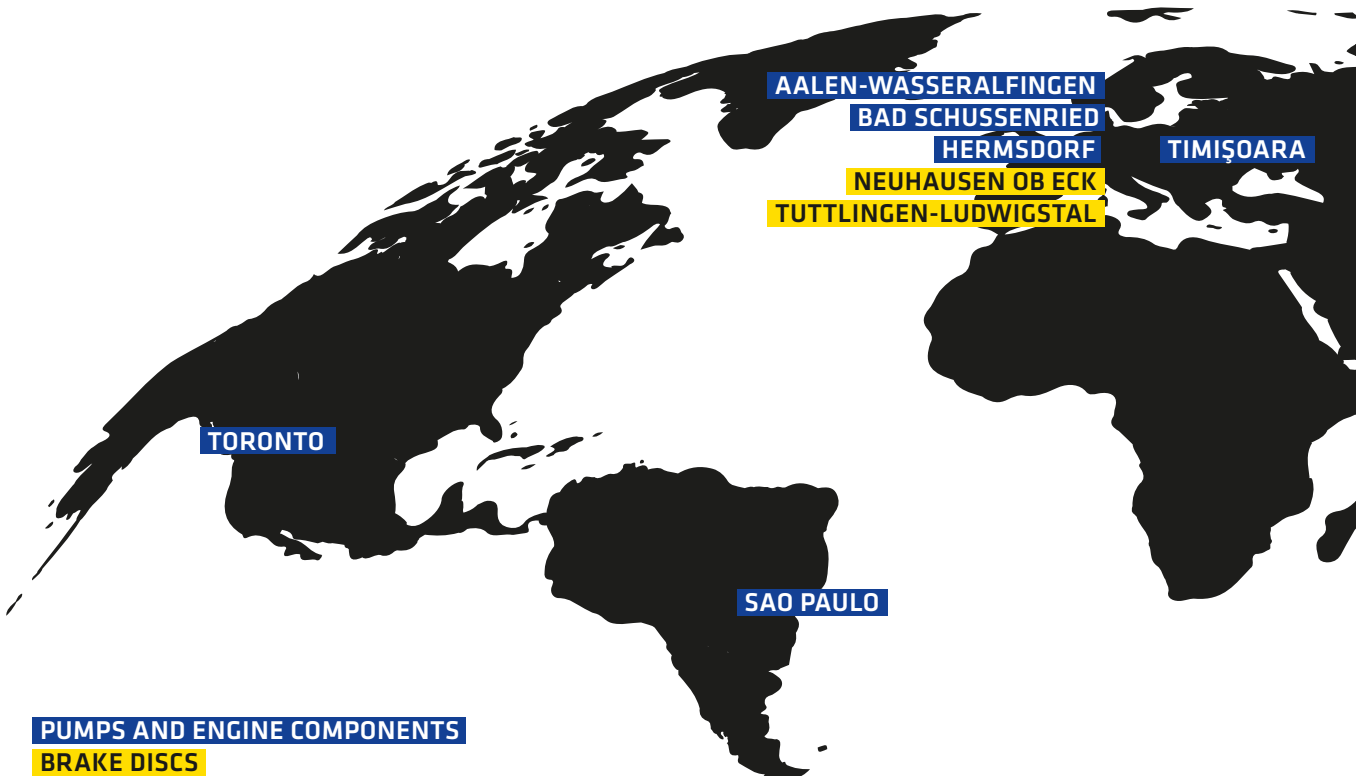 AALEN-WASSERALFINGEN
BAD SCHUSSENRIED
HERMSDORF
TIMIŞOARA
NEUHAUSEN OB ECK
TUTTLINGEN-LUDWIGSTAL
TORONTO
SAO PAULO
PUMPS AND ENGINE COMPONENTS
BRAKE DISCS